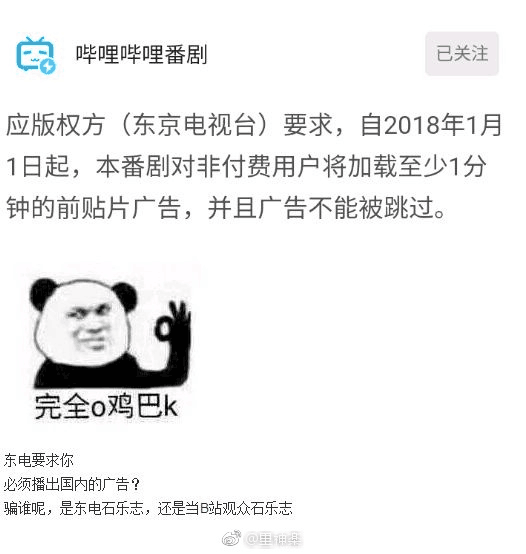 哔哩哔哩番剧
已关注
应版权方（东京电视台）要求，自2018年1月
1日起，本番剧对非付费用户将加载至少1分
钟的前贴片广告，并且广告不能被跳过。
完全o鸡巴k
东电要求你
必须播出国内的广告？
骗谁呢，是东电石乐志，还是当B站观众石乐志